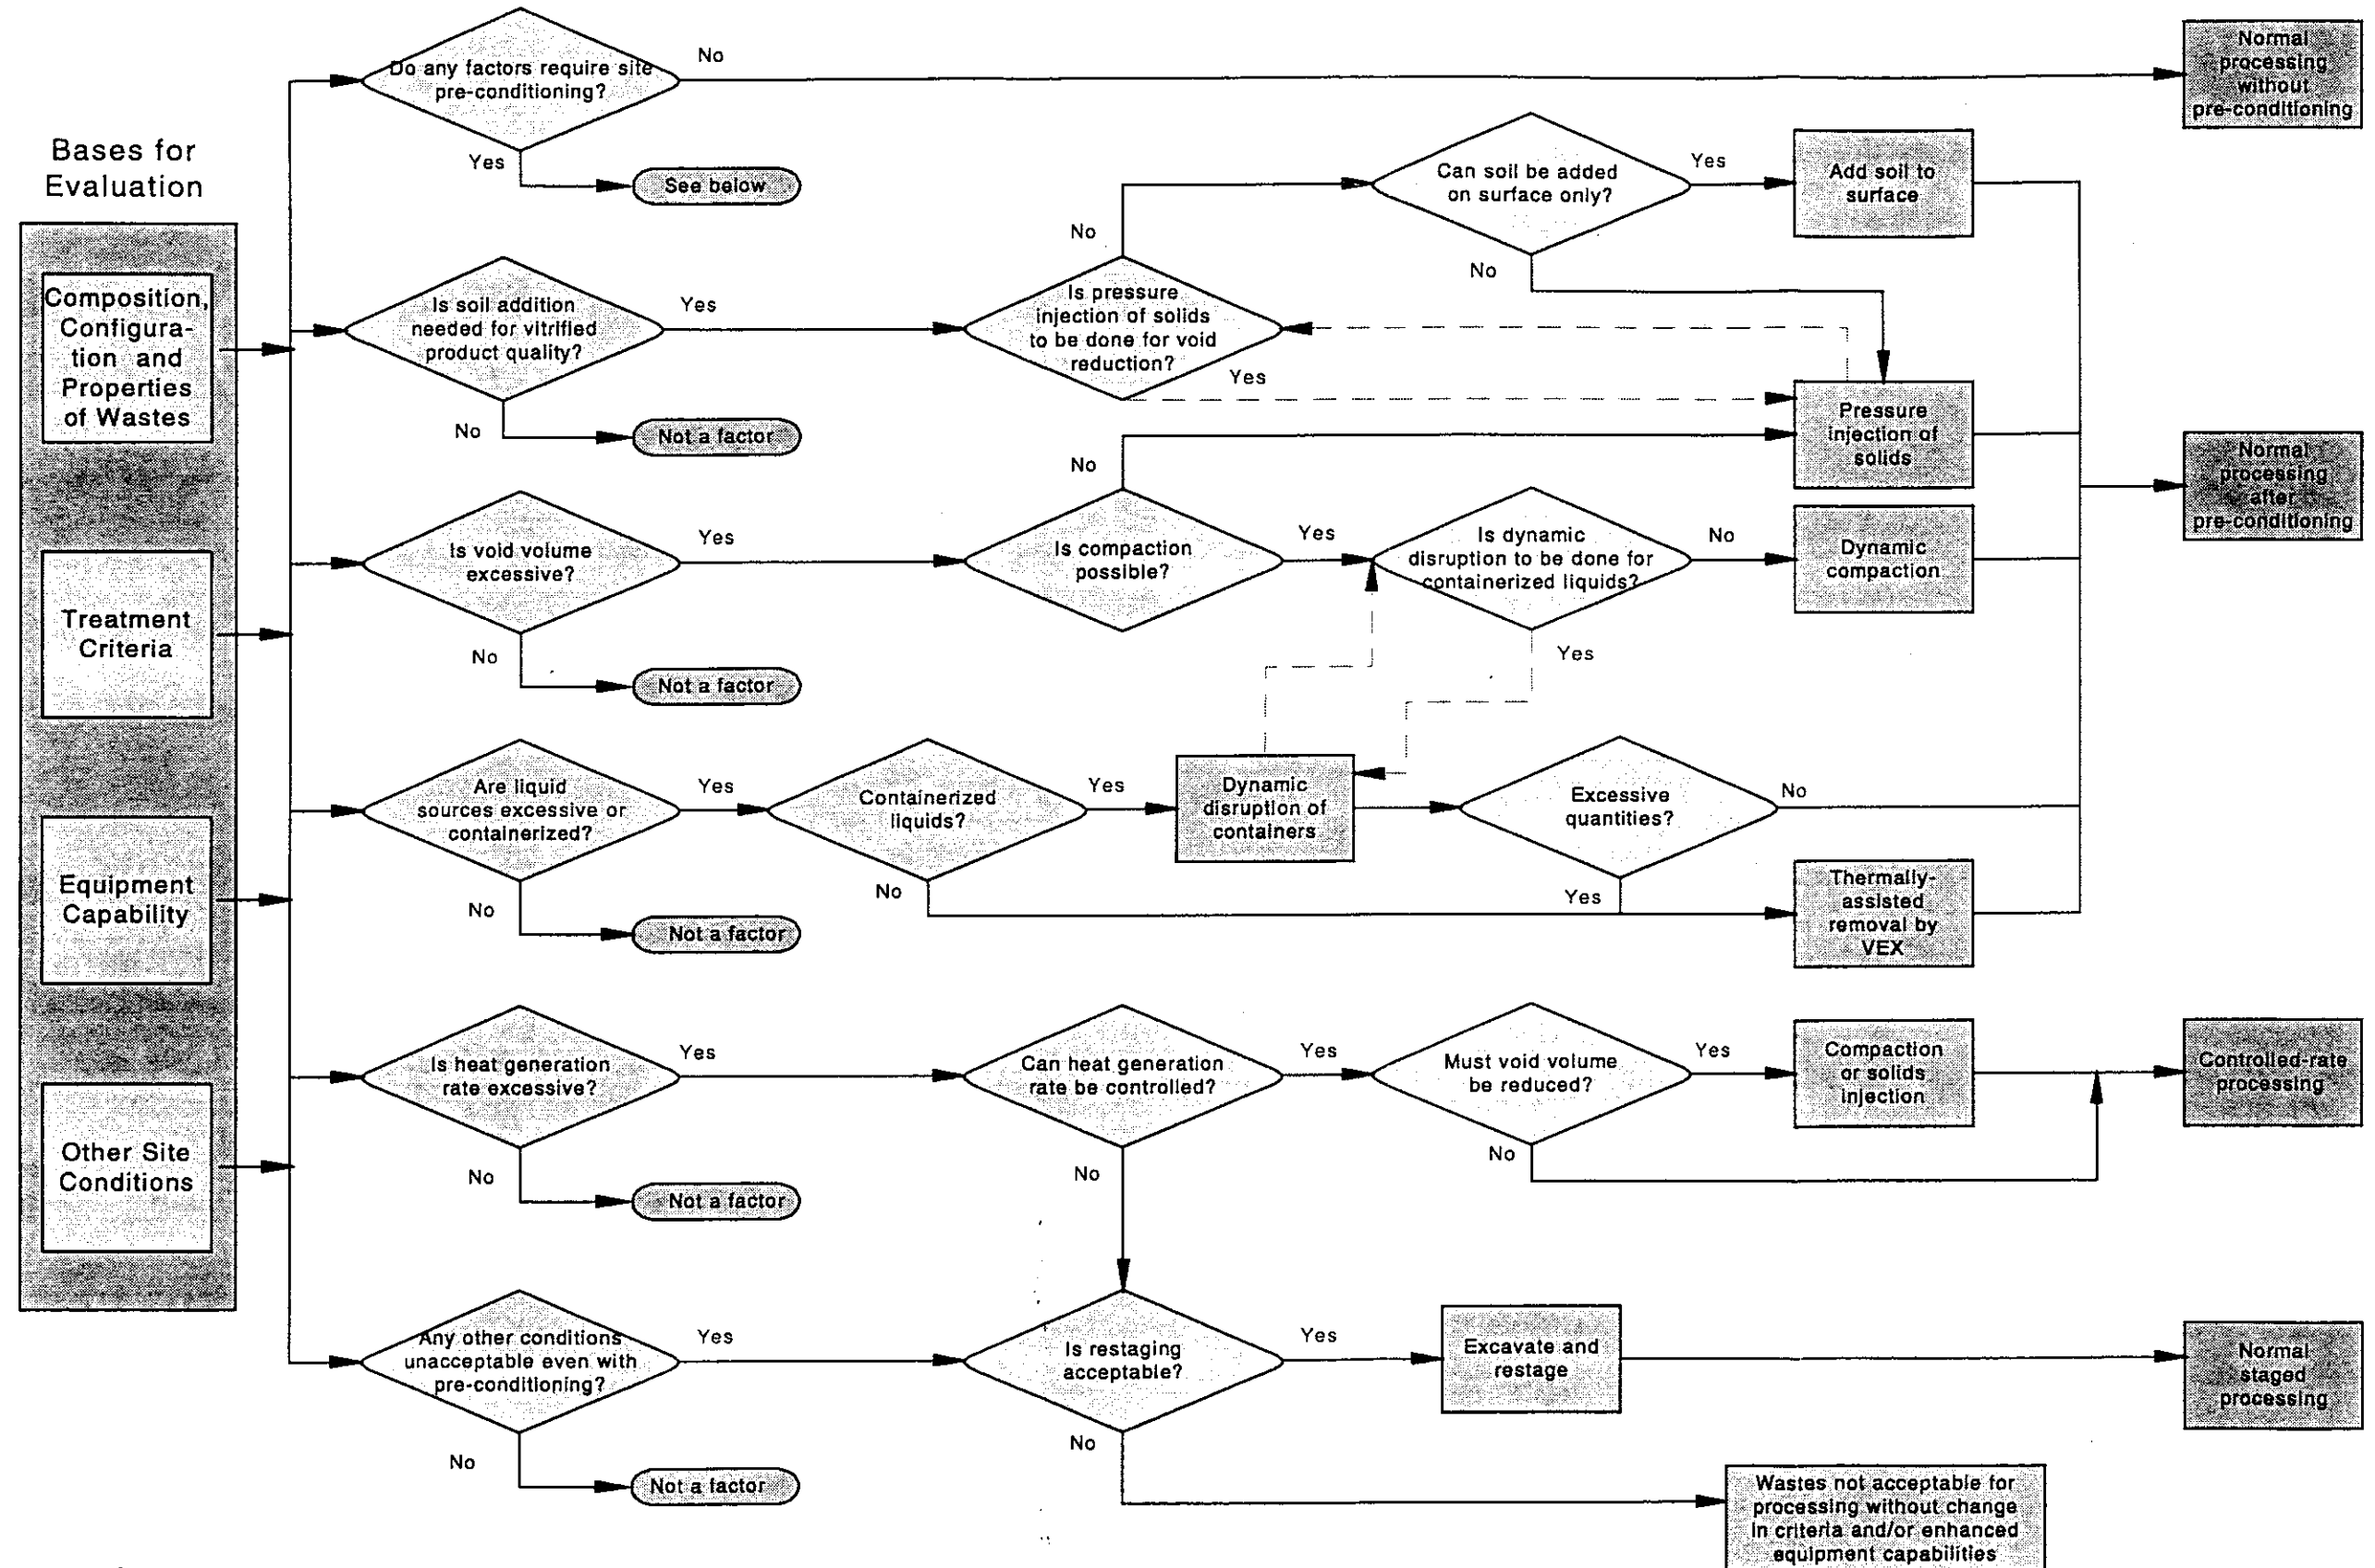 Bases for
Evaluation
Composition,
Configura-
tion and
Properties
of Wastes
Treatment
Criteria
Equipment
Capability
Other Site
Conditions
Do any factors require site
pre-conditioning?
No
Yes
See below
Normal
processing
without
pre-conditioning
Is soil addition
needed for vitrified
product quality?
Yes
No
Not a factor
Is pressure
injection of solids
to be done for void
reduction?
No
Yes
Can soil be added
on surface only?
Yes
No
Add soil to
surface
Pressure
injection of
solids
Normal
processing
after
pre-conditioning
Is void volume
excessive?
Yes
No
Not a factor
Is compaction
possible?
No
Yes
Is dynamic
disruption to be done for
containerized liquids?
No
Yes
Dynamic
compaction
Are liquid
sources excessive or
containerized?
Yes
No
Not a factor
Containerized
liquids?
Yes
No
Dynamic
disruption of
containers
Excessive
quantities?
No
Yes
Thermally-
assisted
removal by
VEX
Is heat generation
rate excessive?
Yes
No
Not a factor
Can heat generation
rate be controlled?
Yes
No
Must void volume
be reduced?
Yes
No
Compaction
or solids
injection
Controlled-rate
processing
Any other conditions
unacceptable even with
pre-conditioning?
Yes
No
Not a factor
Is restaging
acceptable?
Yes
No
Excavate and
restage
Normal
staged
processing
Wastes not acceptable for
processing without change
in criteria and/or enhanced
equipment capabilities